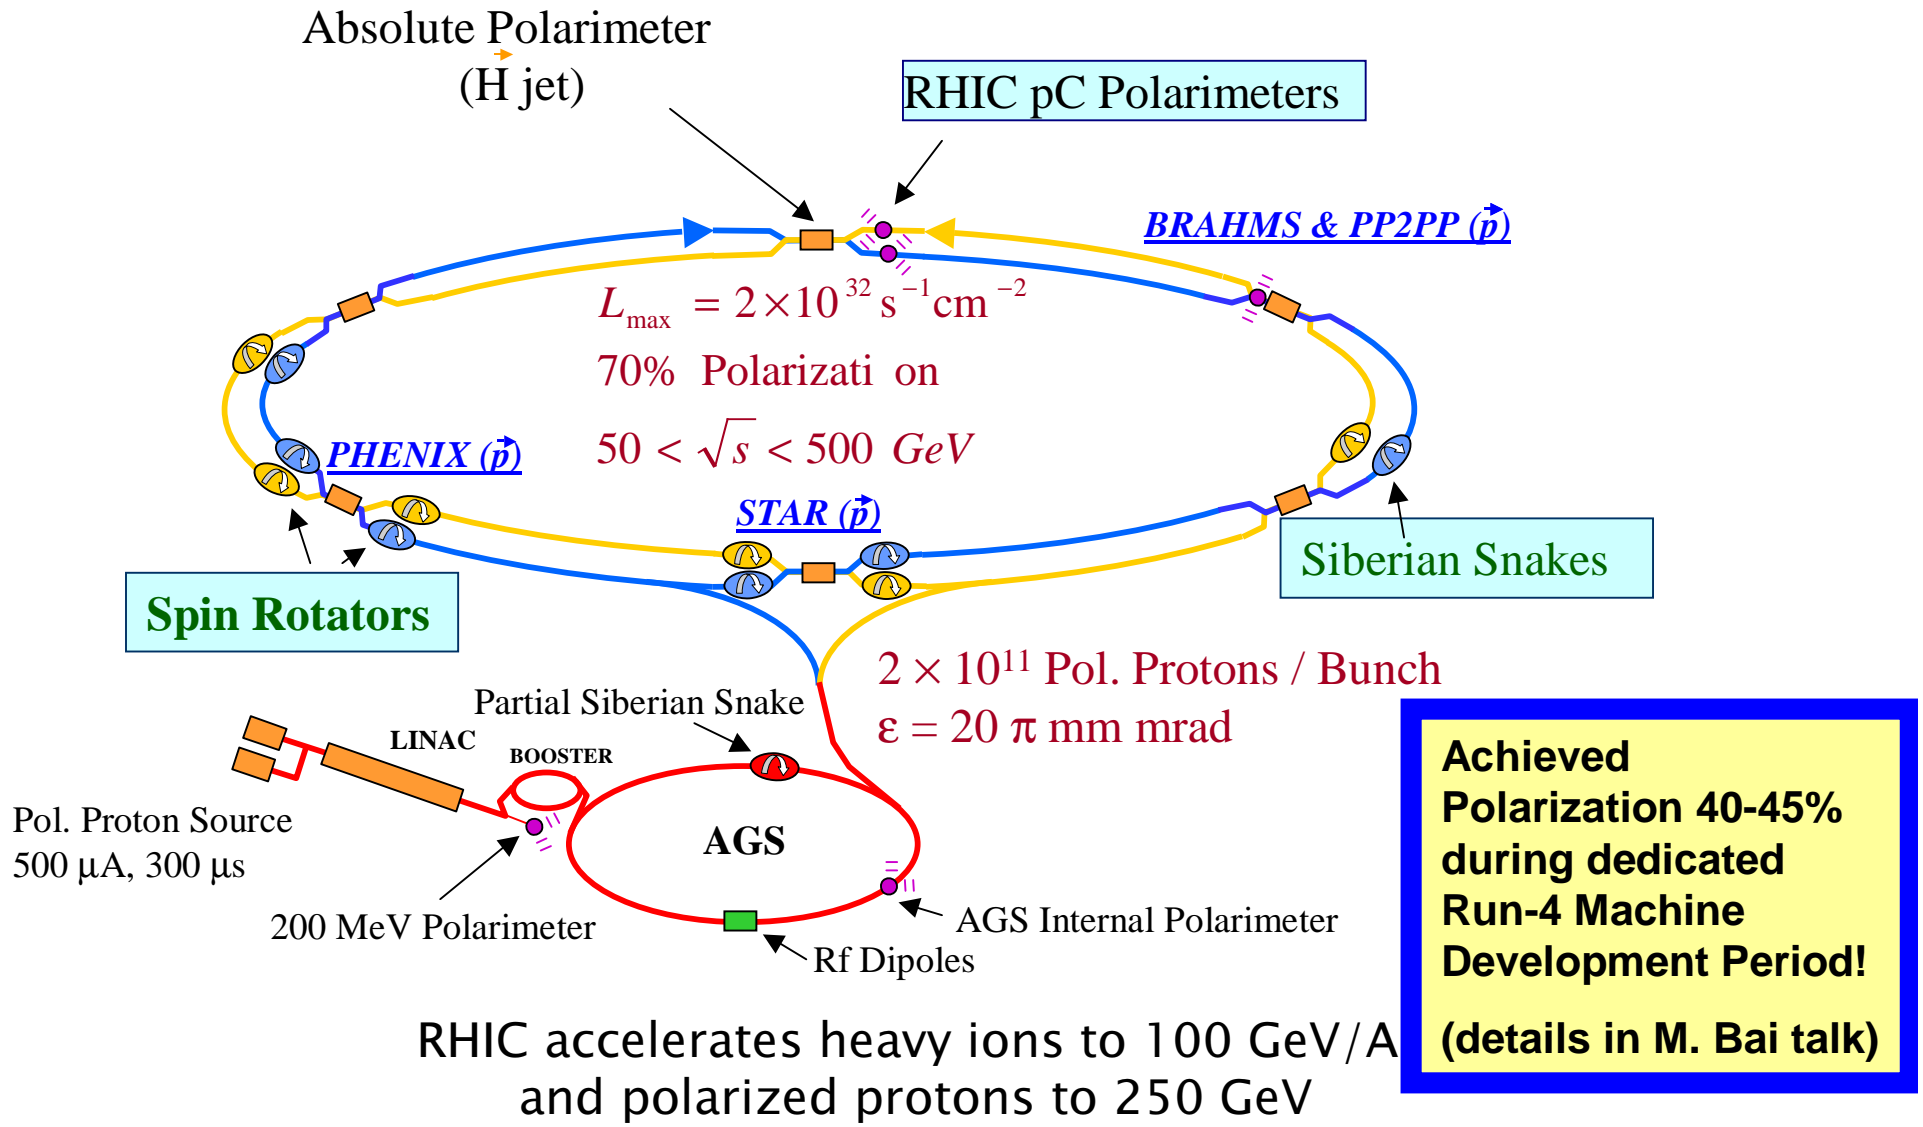 Absolute Polarimeter
(H⃗ jet)
RHIC pC Polarimeters
BRAHMS & PP2PP (p⃗)
L_max = 2×10^32 s^−1 cm^−2
70% Polarizati on
50 < √s < 500 GeV
PHENIX (p⃗)
STAR (p⃗)
Siberian Snakes
Spin Rotators
2 × 10^11 Pol. Protons / Bunch
ε = 20 π mm mrad
Partial Siberian Snake
LINAC
BOOSTER
Pol. Proton Source
500 μA, 300 μs
AGS
200 MeV Polarimeter
AGS Internal Polarimeter
Rf Dipoles
Achieved
Polarization 40-45%
during dedicated
Run-4 Machine
Development Period!
(details in M. Bai talk)
RHIC accelerates heavy ions to 100 GeV/A
and polarized protons to 250 GeV